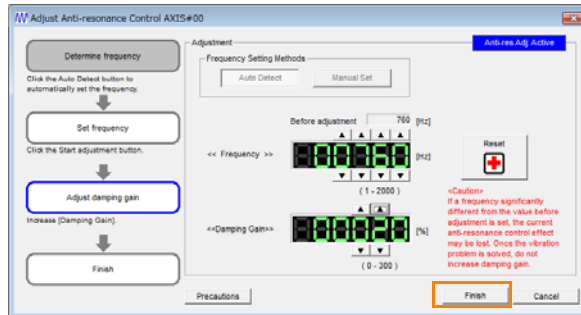 Adjust Anti-resonance Control AXIS#00
Determine frequency
Click the Auto Detect button to
automatically set the frequency.
Set frequency
Click the Start adjustment button.
Adjust damping gain
Increase [Damping Gain].
Finish
Adjustment
Anti-res Adj Active
Frequency Setting Methods
Auto Detect
Manual Set
Before adjustment 760 [Hz]
<< Frequency >> 000760 [Hz]
(1 - 2000)
<<Damping Gain>> 000020 [%]
(0 - 300)
Reset
<Caution>
If a frequency significantly
different from the value before
adjustment is set, the current
anti-resonance control effect
may be lost. Once the vibration
problem is solved, do not
increase damping gain.
Precautions
Finish
Cancel